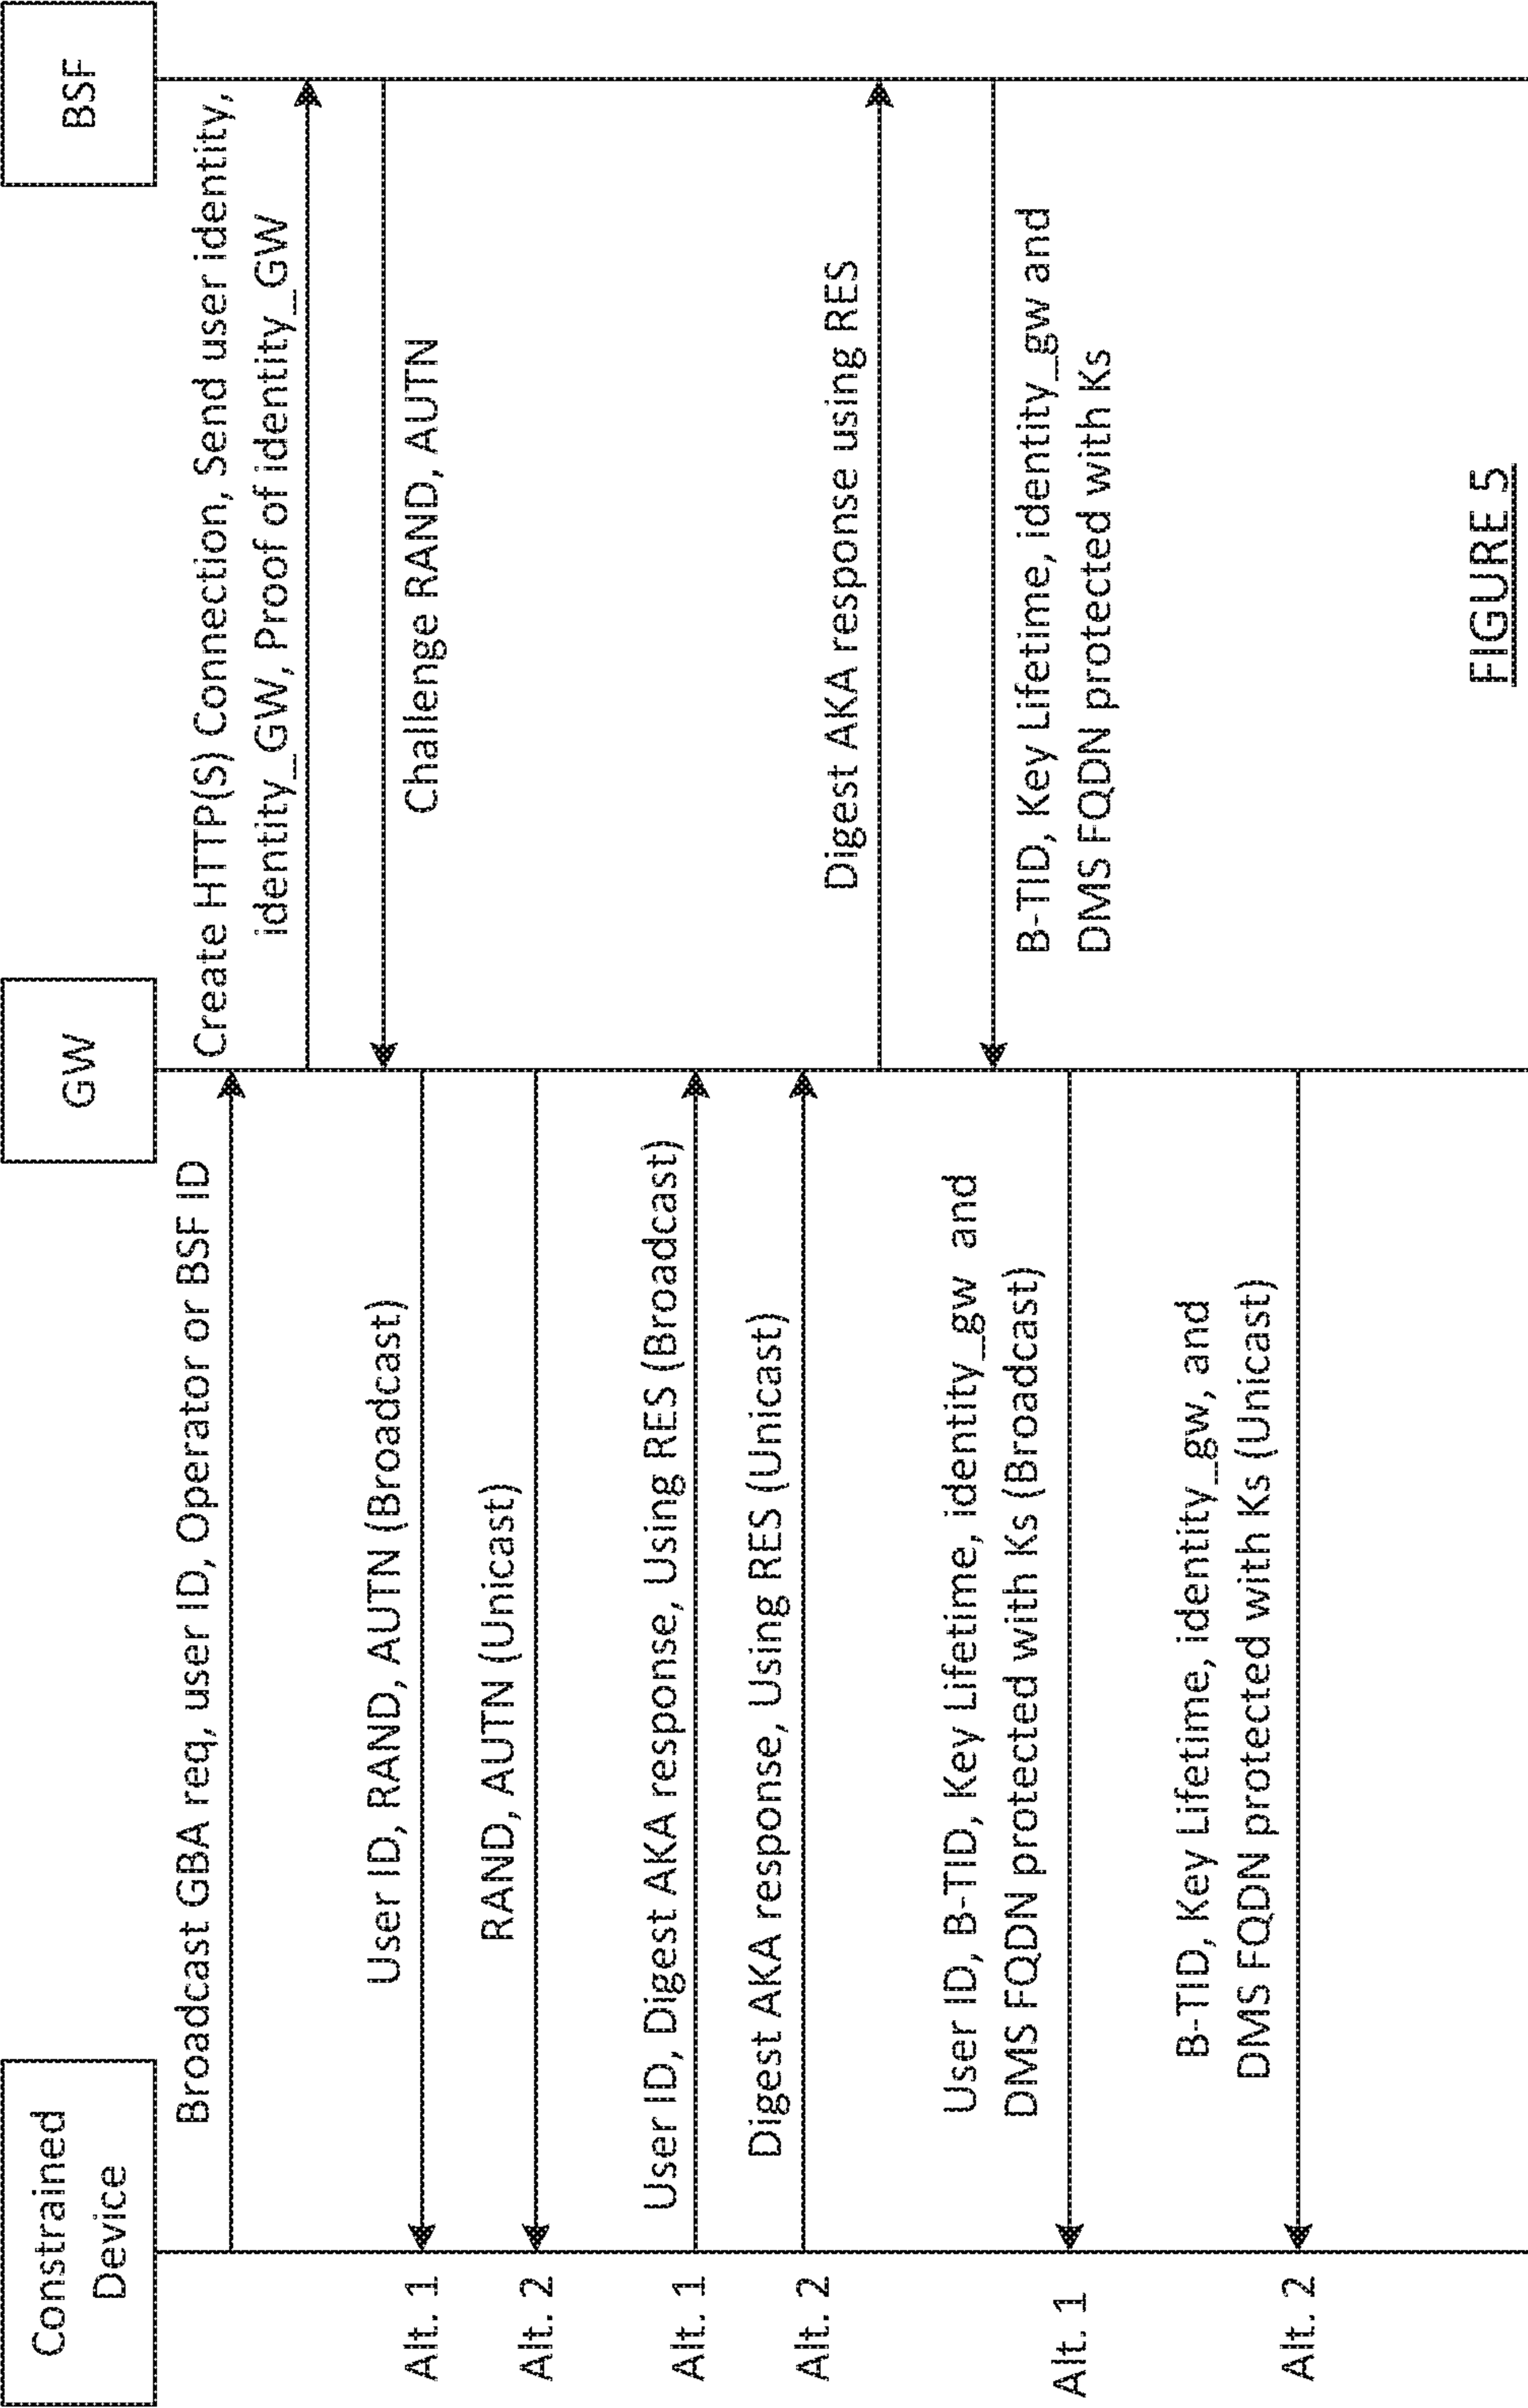 Constrained
Device
GW
BSF
Broadcast GBA req, user ID, Operator or BSF ID
Create HTTP(S) Connection, Send user identity,
identity_GW, Proof of identity_GW
Challenge RAND, AUTN
Alt. 1
User ID, RAND, AUTN (Broadcast)
Alt. 2
RAND, AUTN (Unicast)
Alt. 1
User ID, Digest AKA response, Using RES (Broadcast)
Alt. 2
Digest AKA response, Using RES (Unicast)
Digest AKA response using RES
B-TID, Key Lifetime, identity_gw and
DMS FQDN protected with Ks
Alt. 1
User ID, B-TID, Key Lifetime, identity_gw and
DMS FQDN protected with Ks (Broadcast)
Alt. 2
B-TID, Key Lifetime, identity_gw, and
DMS FQDN protected with Ks (Unicast)
FIGURE 5